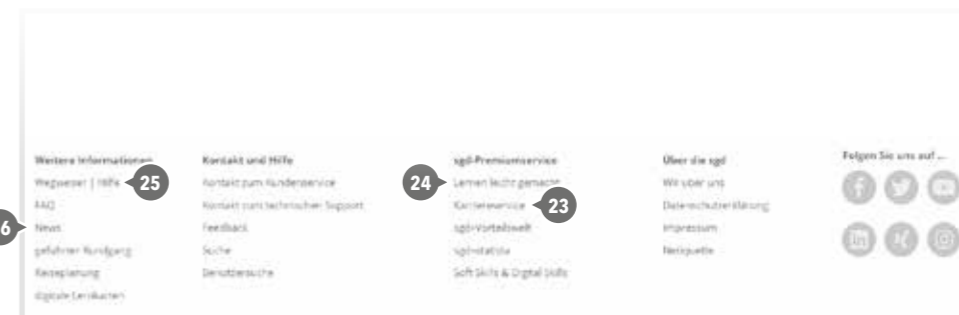 Weitere Informationen
Wegweiser | Hilfe
25
FAQ
6
News
geführter Rundgang
Reiseplanung
digitale Lernkarten
Kontakt und Hilfe
Kontakt zum Kundenservice
Kontakt zum technischen Support
Feedback
Suche
Benutzersuche
sgd-Premiumservice
24
Lernen leicht gemacht
Karriereservice
23
sgd-Vorteilswelt
sgd-statista
Soft Skills & Digital Skills
Über die sgd
Wir über uns
Datenschutzerklärung
Impressum
Netiquette
Folgen Sie uns auf ...